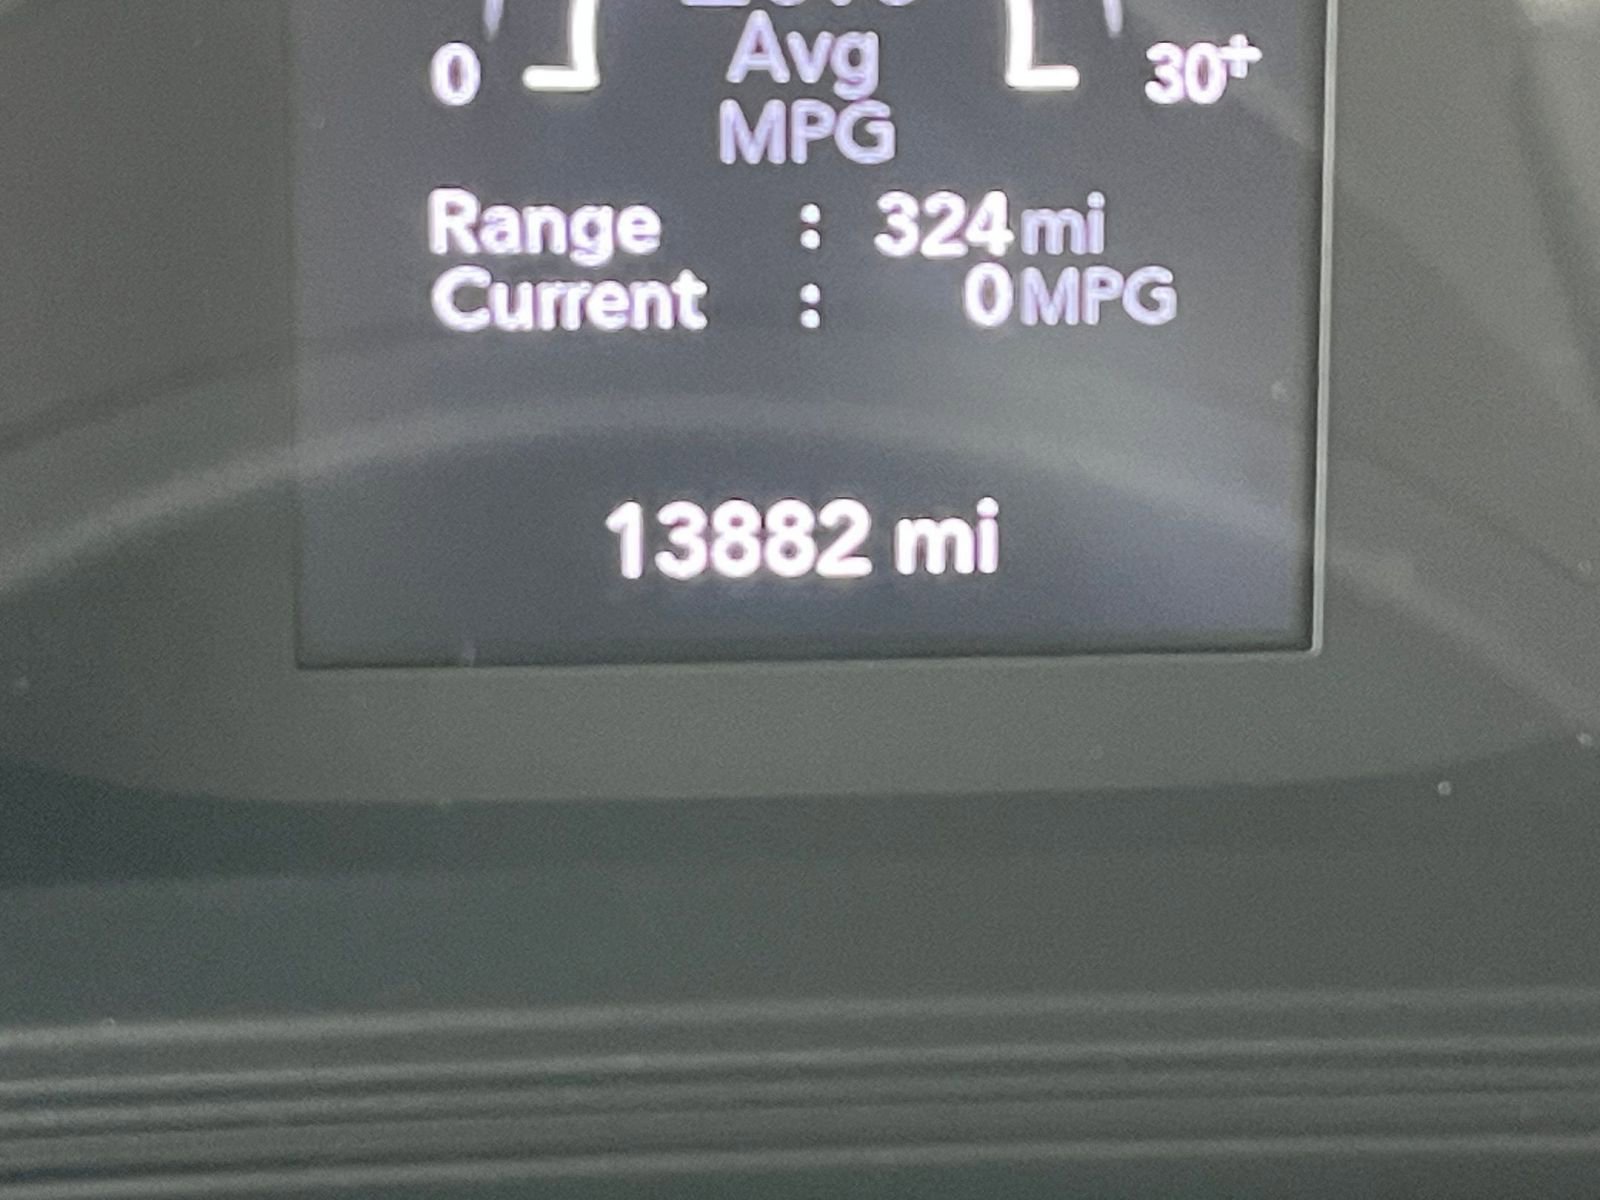 0 Avg 30+
MPG
Range : 324 mi
Current : 0 MPG
13882 mi